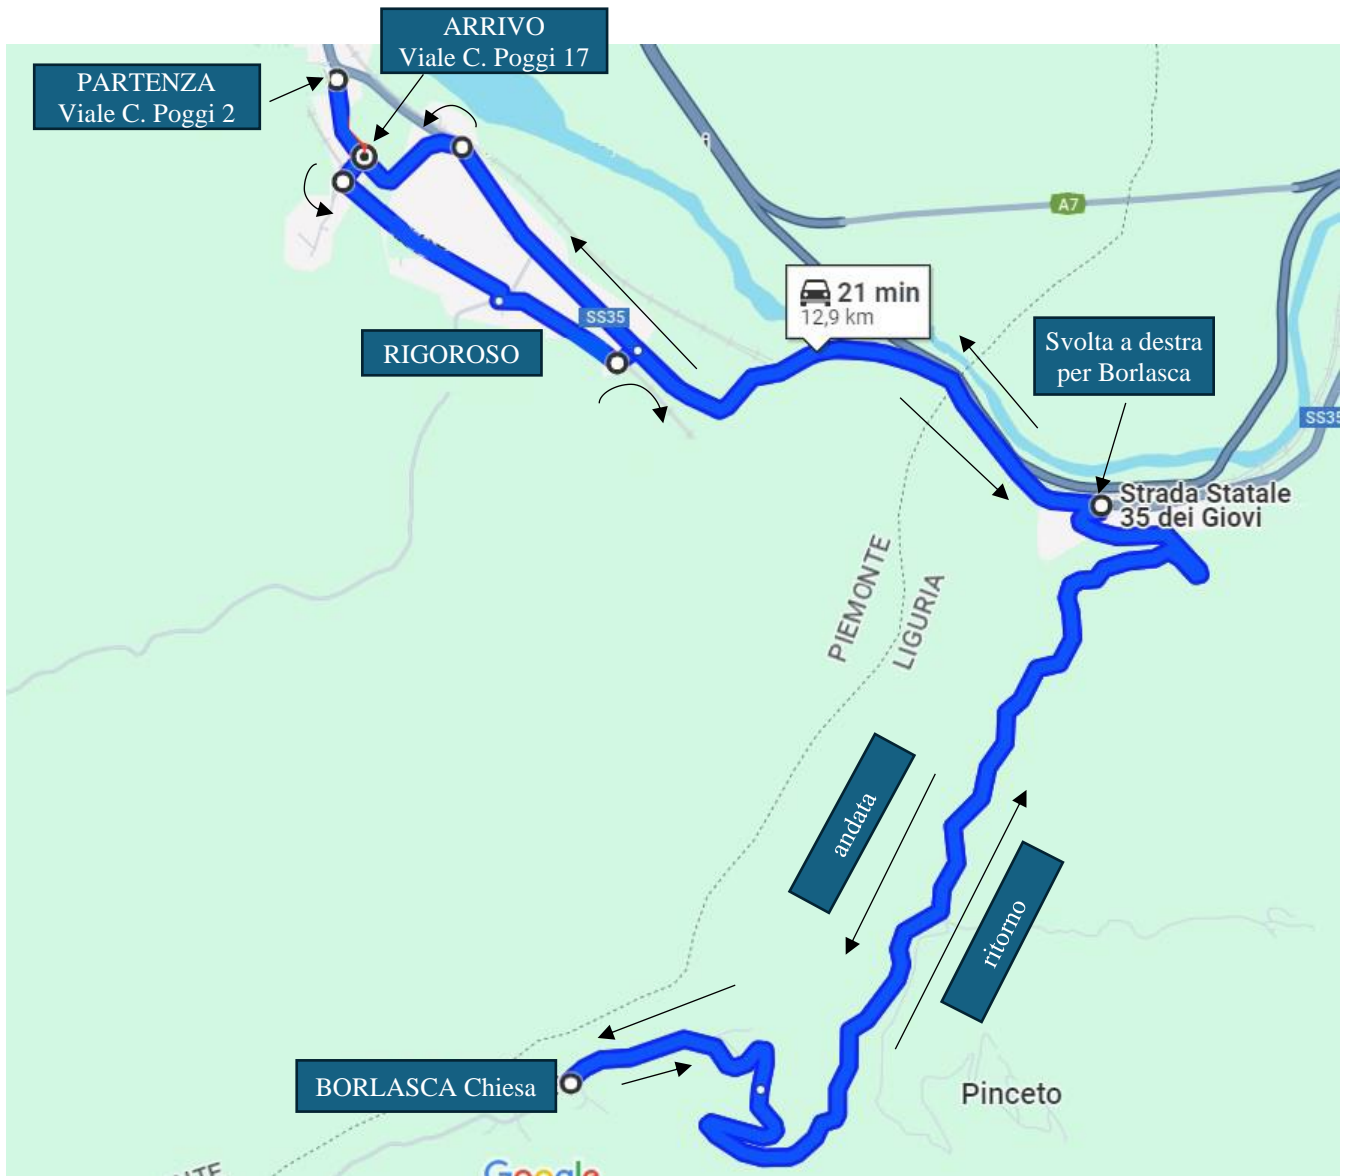 ARRIVO
Viale C. Poggi 17
PARTENZA
Viale C. Poggi 2
i
A7
21 min
12,9 km
SS35
RIGOROSO
Svolta a destra
per Borlasca
SS35
Strada Statale
35 dei Giovi
PIEMONTE
LIGURIA
andata
ritorno
BORLASCA Chiesa
Pinceto
Google